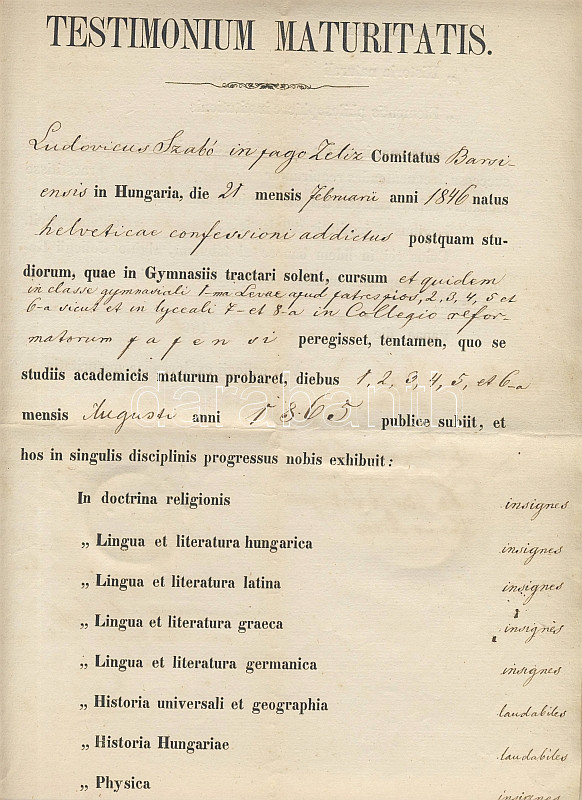 TESTIMONIUM MATURITATIS.
Ludovicus Szabó in pago Zeliz Comitatus Barsi-
ensis in Hungaria, die 21 mensis Februarii anni 1846 natus
helveticae confessioni addictus postquam stu-
diorum, quae in Gymnasiis tractari solent, cursum et quidem
in classe gymnasiali 1-ma Levae apud patres pios, 2, 3, 4, 5 et
6-a sicut et in lyceali 7- et 8-a in Collegio refor-
matorum papensi peregisset, tentamen, quo se
studiis academicis maturum probaret, diebus 1, 2, 3, 4, 5, et 6-a
mensis Augusti anni 1865 publice subiit, et
hos in singulis disciplinis progressus nobis exhibuit:
In doctrina religionis insignes
„ Lingua et literatura hungarica insignes
„ Lingua et literatura latina insignes
„ Lingua et literatura graeca insignes
„ Lingua et literatura germanica insignes
„ Historia universali et geographia laudabiles
„ Historia Hungariae laudabiles
„ Physica insignes
darabanth